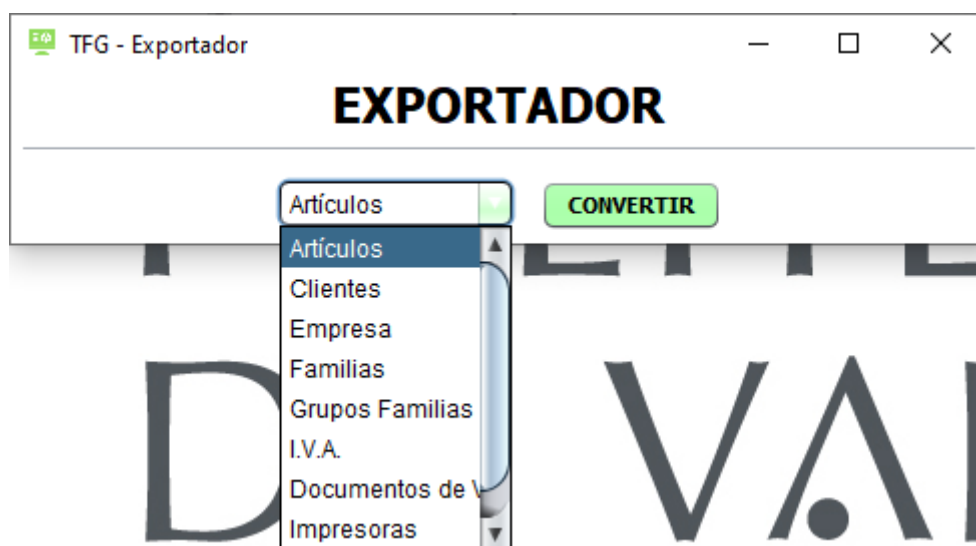 TFG - Exportador
EXPORTADOR
Artículos
CONVERTIR
Artículos
Clientes
Empresa
Familias
Grupos Familias
I.V.A.
Documentos de
Impresoras